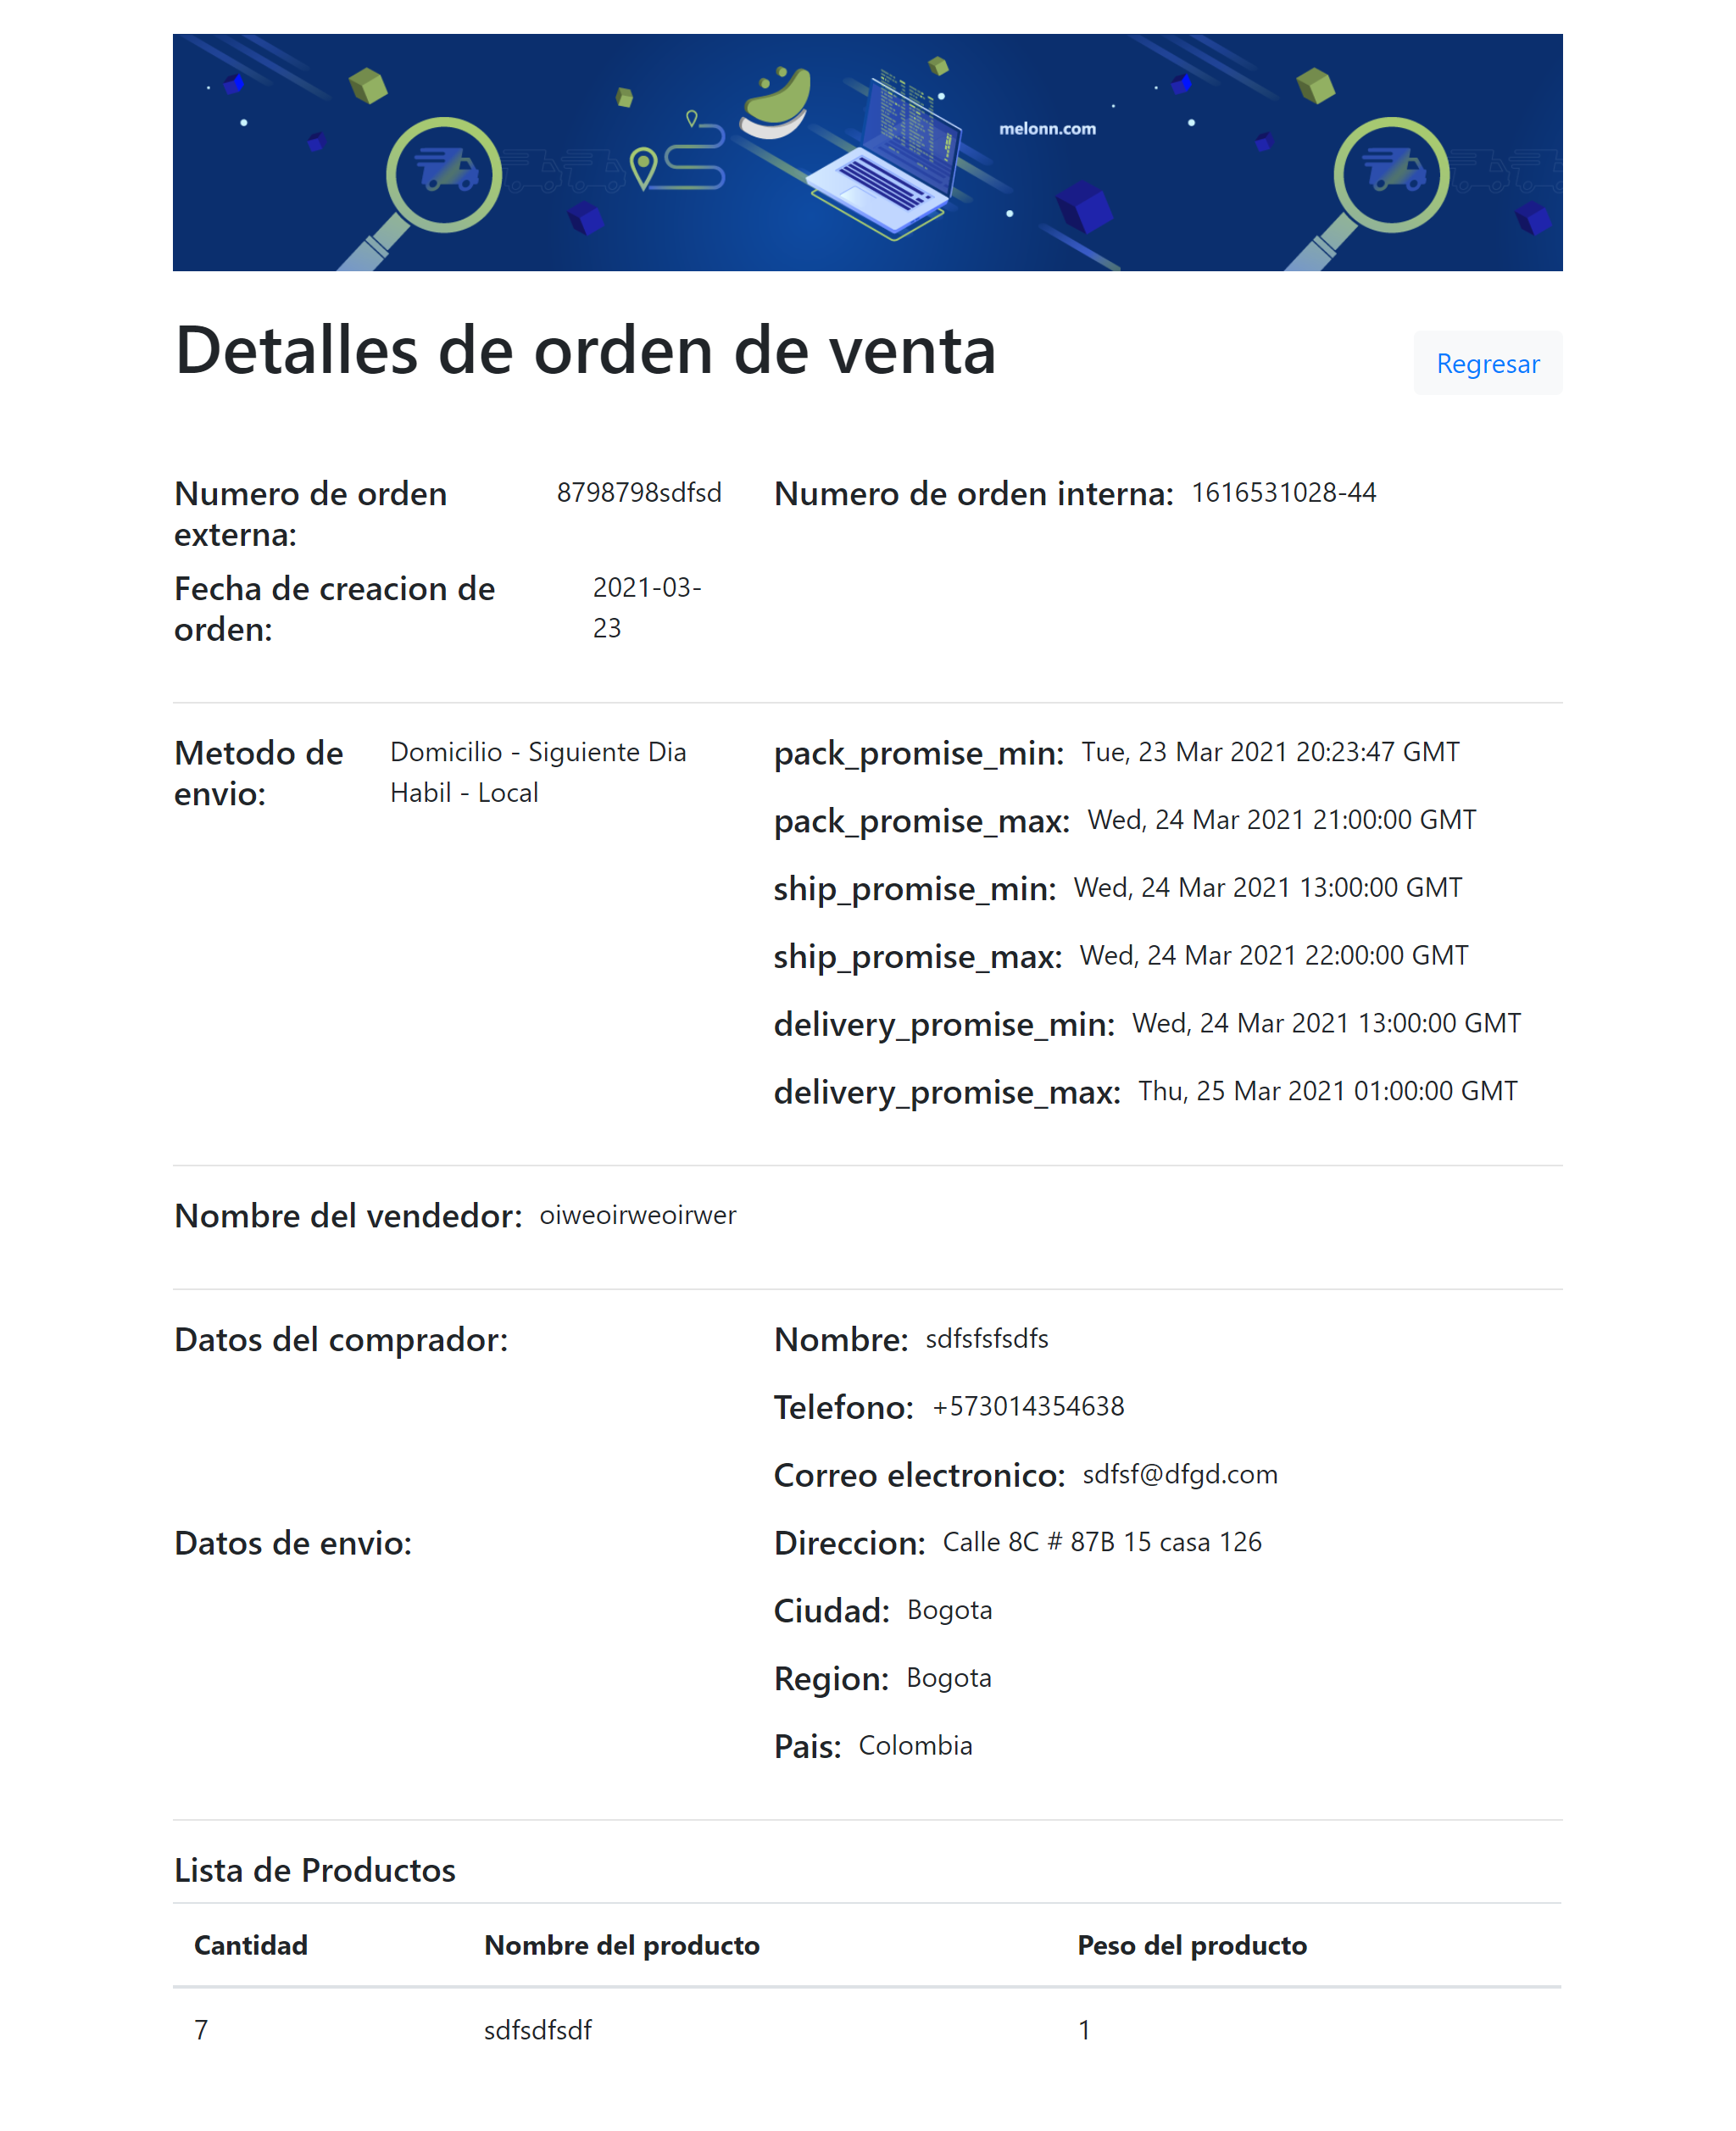 melonn.com
Detalles de orden de venta
Regresar
Numero de orden externa: 8798798sdfsd
Numero de orden interna: 1616531028-44
Fecha de creacion de orden: 2021-03-23
Metodo de envio: Domicilio - Siguiente Dia Habil - Local
pack_promise_min: Tue, 23 Mar 2021 20:23:47 GMT
pack_promise_max: Wed, 24 Mar 2021 21:00:00 GMT
ship_promise_min: Wed, 24 Mar 2021 13:00:00 GMT
ship_promise_max: Wed, 24 Mar 2021 22:00:00 GMT
delivery_promise_min: Wed, 24 Mar 2021 13:00:00 GMT
delivery_promise_max: Thu, 25 Mar 2021 01:00:00 GMT
Nombre del vendedor: oiweoirweoirwer
Datos del comprador:
Nombre: sdfsfsfsdfs
Telefono: +573014354638
Correo electronico: sdfsf@dfgd.com
Datos de envio:
Direccion: Calle 8C # 87B 15 casa 126
Ciudad: Bogota
Region: Bogota
Pais: Colombia
Lista de Productos
Cantidad Nombre del producto Peso del producto
7 sdfsdfsdf 1